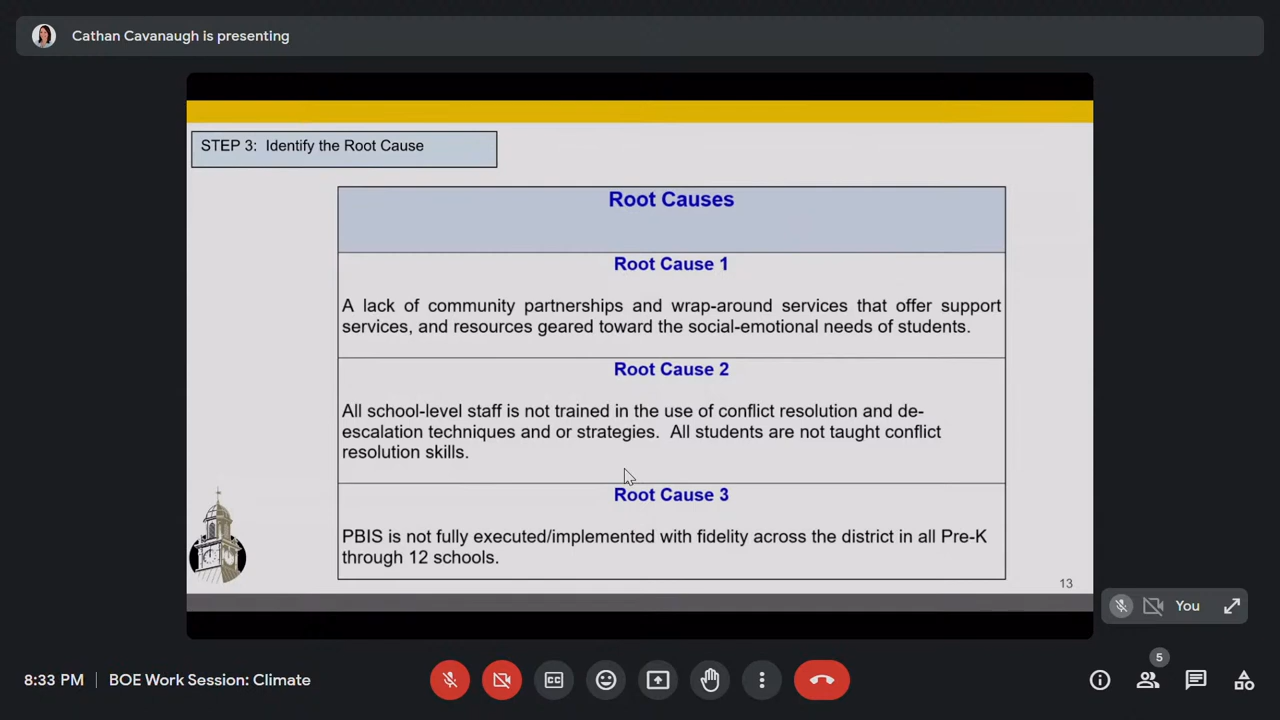 Cathan Cavanaugh is presenting
STEP 3: Identify the Root Cause
Root Causes
Root Cause 1
A lack of community partnerships and wrap-around services that offer support
services, and resources geared toward the social-emotional needs of students.
Root Cause 2
All school-level staff is not trained in the use of conflict resolution and de-
escalation techniques and or strategies. All students are not taught conflict
resolution skills.
Root Cause 3
PBIS is not fully executed/implemented with fidelity across the district in all Pre-K
through 12 schools.
13
You
5
8:33 PM | BOE Work Session: Climate
CC